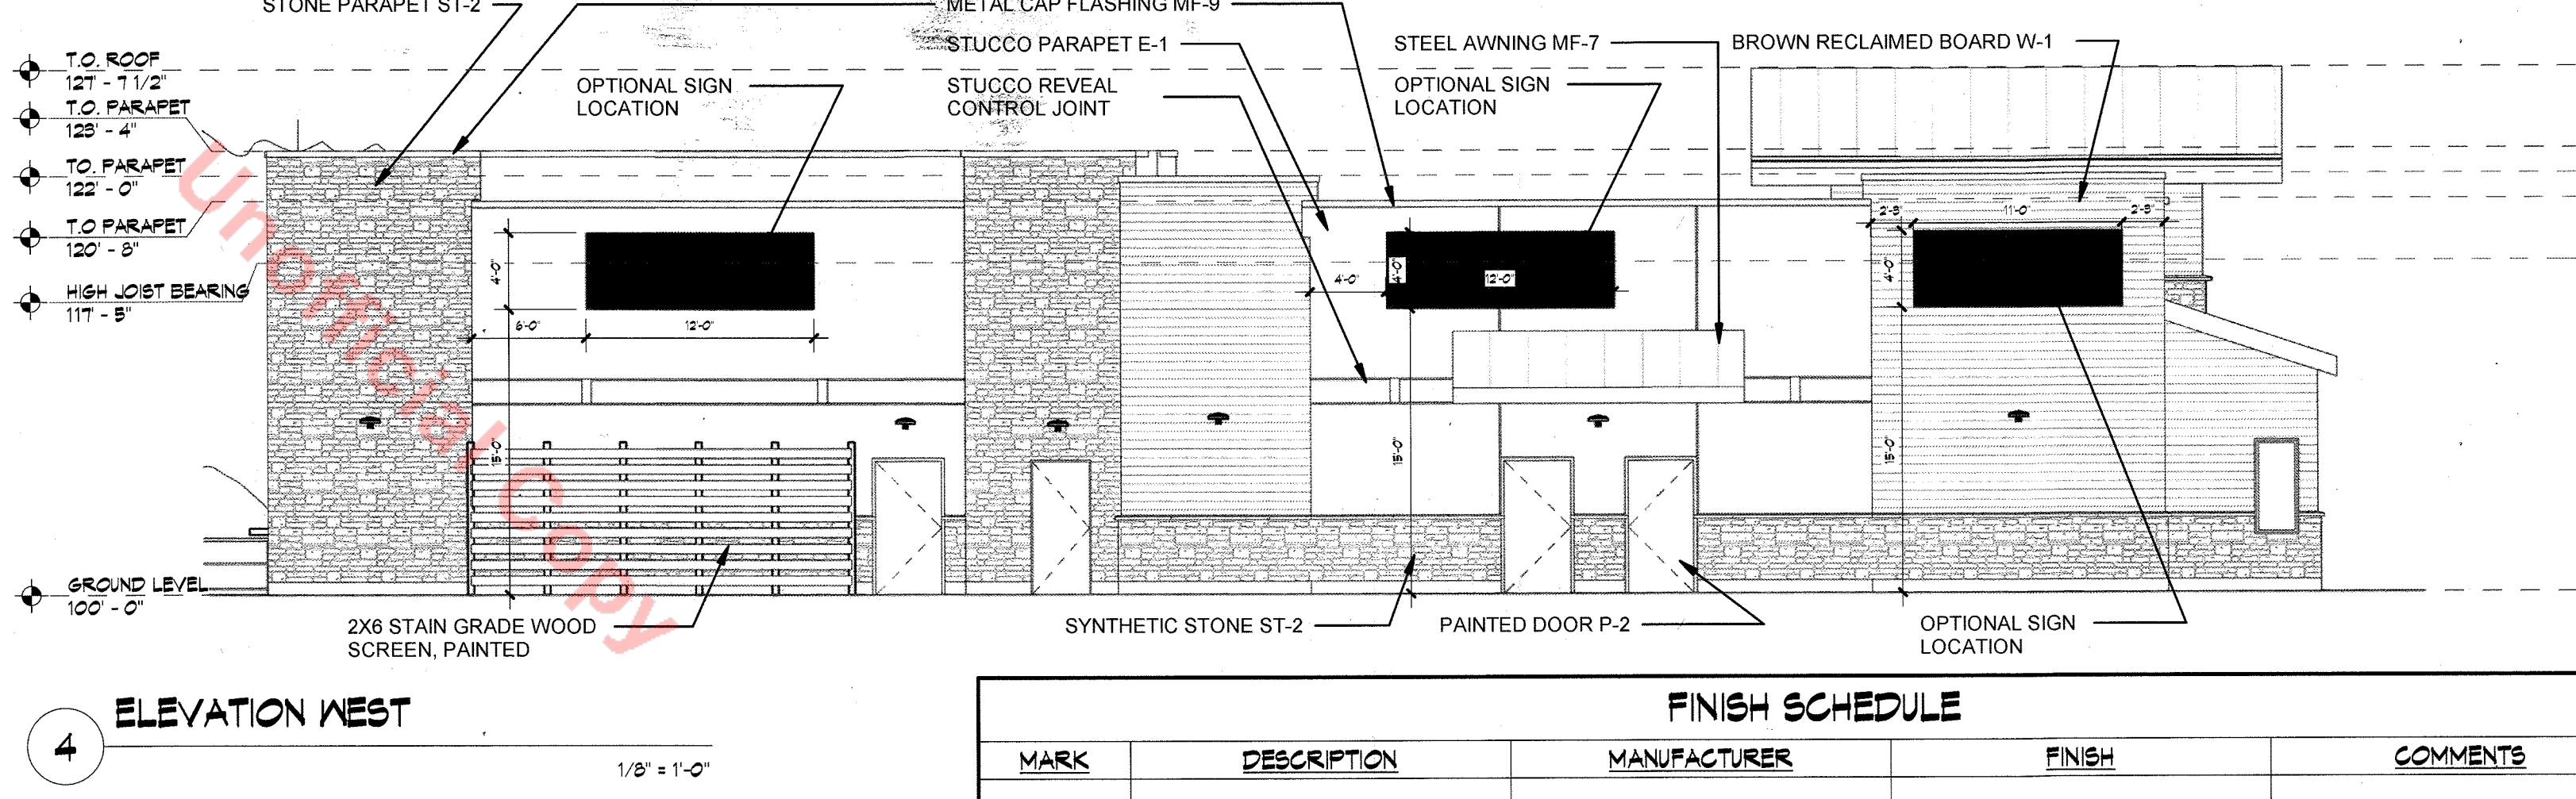 STONE PARAPET ST-2
METAL CAP FLASHING MF-9
STUCCO PARAPET E-1
STEEL AWNING MF-7
BROWN RECLAIMED BOARD W-1
T.O. ROOF
127' - 7 1/2"
OPTIONAL SIGN
LOCATION
STUCCO REVEAL
CONTROL JOINT
OPTIONAL SIGN
LOCATION
T.O. PARAPET
123' - 4"
TO. PARAPET
122' - 0"
T.O PARAPET
120' - 8"
HIGH JOIST BEARING
117' - 5"
2'-9"
11'-0"
2'-9"
4'-0"
4'-0"
4'-0"
12'-0"
4'-0"
6'-0"
12'-0"
15'-0"
15'-0"
15'-0"
Unofficial Copy
GROUND LEVEL
100' - 0"
2X6 STAIN GRADE WOOD
SCREEN, PAINTED
SYNTHETIC STONE ST-2
PAINTED DOOR P-2
OPTIONAL SIGN
LOCATION
4
ELEVATION WEST
1/8" = 1'-0"
FINISH SCHEDULE
MARK
DESCRIPTION
MANUFACTURER
FINISH
COMMENTS